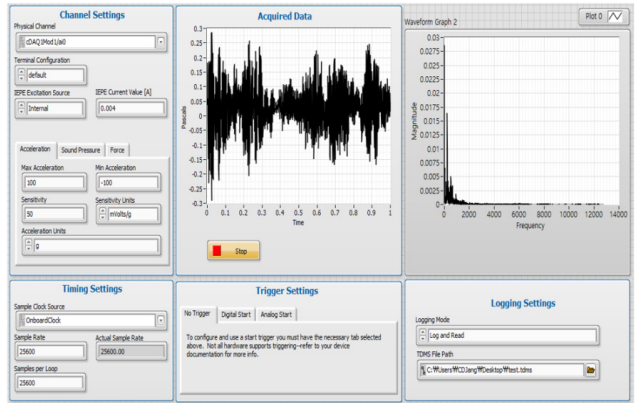 Channel Settings
Physical Channel
cDAQ1Mod1/ai0
Terminal Configuration
default
IEPE Excitation Source
IEPE Current Value [A]
Internal
0.004
Acceleration
Sound Pressure
Force
Max Acceleration
Min Acceleration
100
-100
Sensitivity
Sensitivity Units
50
mVolts/g
Acceleration Units
g
Acquired Data
0.3
0.25
0.2
0.15
0.1
0.05
0
-0.05
-0.1
-0.15
-0.2
-0.25
-0.3
Pascals
0 0.1 0.2 0.3 0.4 0.5 0.6 0.7 0.8 0.9 1
Time
Stop
Waveform Graph 2
Plot 0
0.03
0.0275
0.025
0.0225
0.02
0.0175
0.015
0.0125
0.01
0.0075
0.005
0.0025
0
Magnitude
0 2000 4000 6000 8000 10000 12000 14000
Frequency
Timing Settings
Sample Clock Source
OnboardClock
Sample Rate
Actual Sample Rate
25600
25600.00
Samples per Loop
25600
Trigger Settings
No Trigger
Digital Start
Analog Start
To configure and use a start trigger you must have the necessary tab selected
above. Not all hardware supports triggering--refer to your device
documentation for more info.
Logging Settings
Logging Mode
Log and Read
TDMS File Path
C:₩Users₩CDJang₩Desktop₩test.tdms